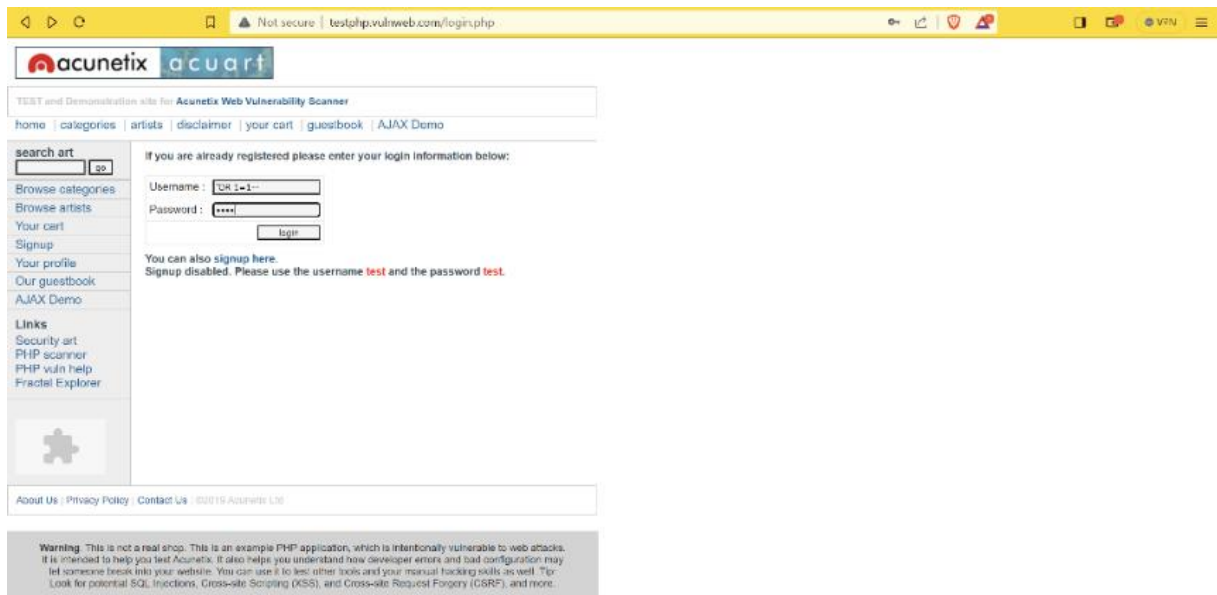 Not secure | testphp.vulnweb.com/login.php
VPN
acunetix acuart
TEST and Demonstration site for Acunetix Web Vulnerability Scanner
home | categories | artists | disclaimer | your cart | guestbook | AJAX Demo
search art
go
Browse categories
Browse artists
Your cart
Signup
Your profile
Our guestbook
AJAX Demo
Links
Security art
PHP scanner
PHP vuln help
Fractal Explorer
If you are already registered please enter your login information below:
Username : 'OR 1=1--
Password : ••••
login
You can also signup here.
Signup disabled. Please use the username test and the password test.
About Us | Privacy Policy | Contact Us | ©2019 Acunetix Ltd
Warning: This is not a real shop. This is an example PHP application, which is intentionally vulnerable to web attacks.
It is intended to help you test Acunetix. It also helps you understand how developer errors and bad configuration may
let someone break into your website. You can use it to test other tools and your manual hacking skills as well. Tip:
Look for potential SQL Injections, Cross-site Scripting (XSS), and Cross-site Request Forgery (CSRF), and more.